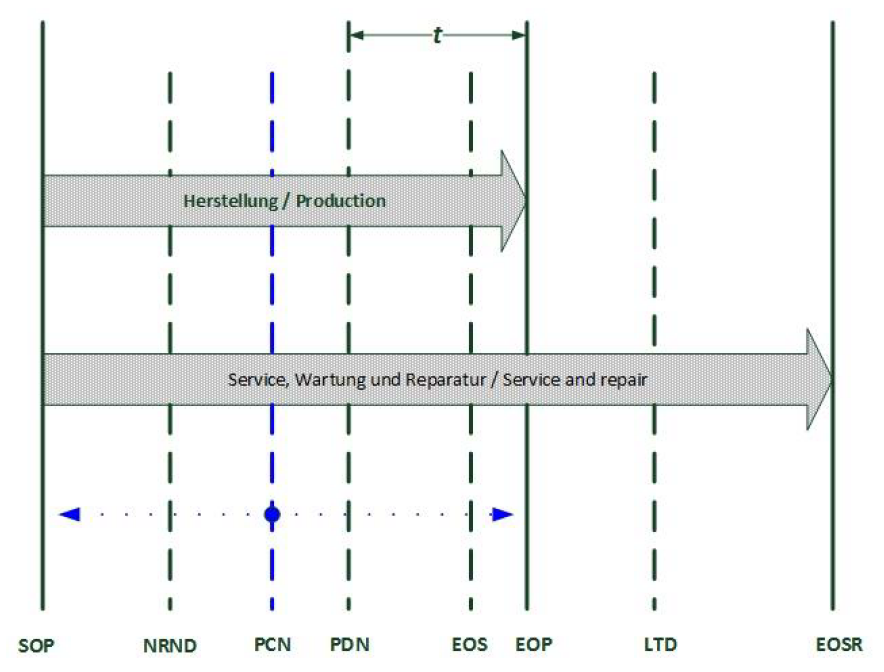 t
Herstellung / Production
Service, Wartung und Reparatur / Service and repair
SOP NRND PCN PDN EOS EOP LTD EOSR